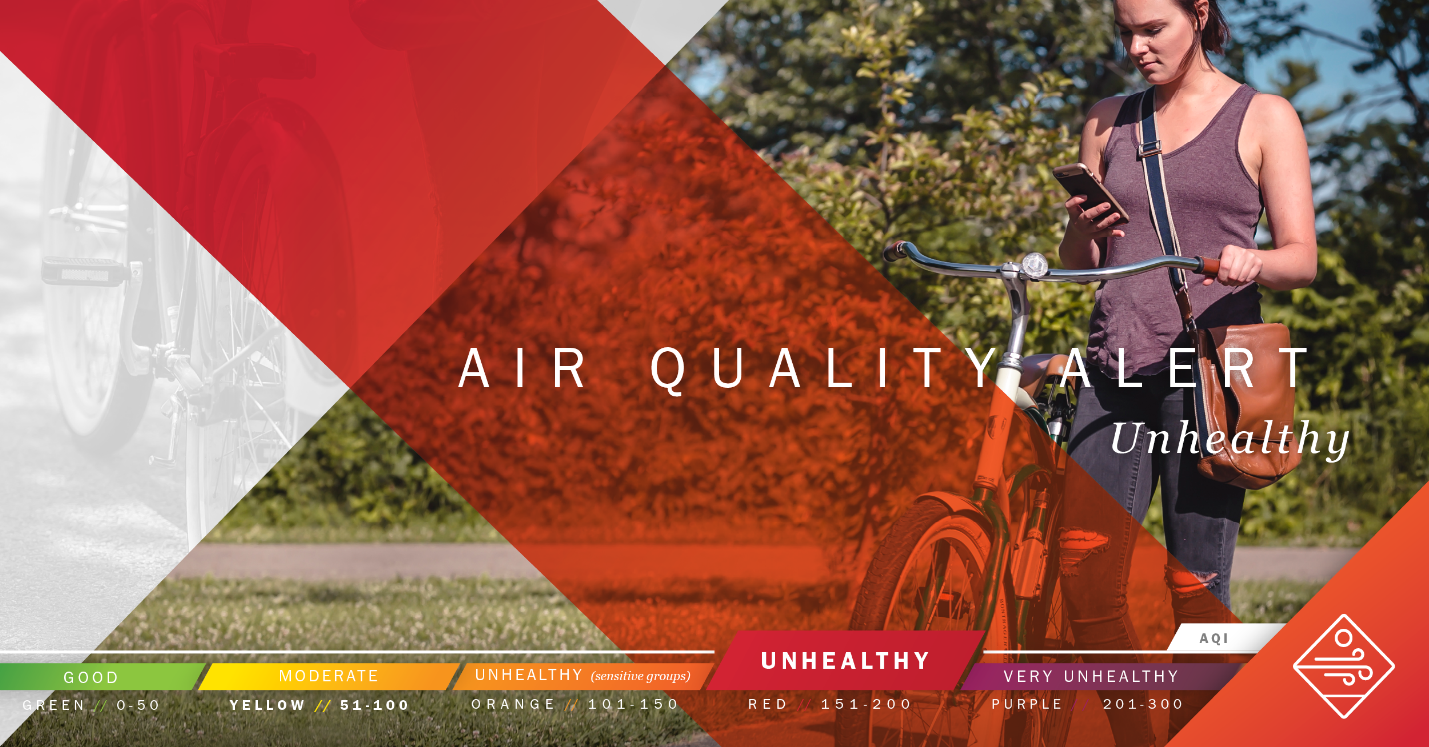 AIR QUALITY ALERT
Unhealthy
AQI
GOOD
MODERATE
UNHEALTHY (sensitive groups)
UNHEALTHY
VERY UNHEALTHY
GREEN // 0-50
YELLOW // 51-100
ORANGE // 101-150
RED // 151-200
PURPLE // 201-300